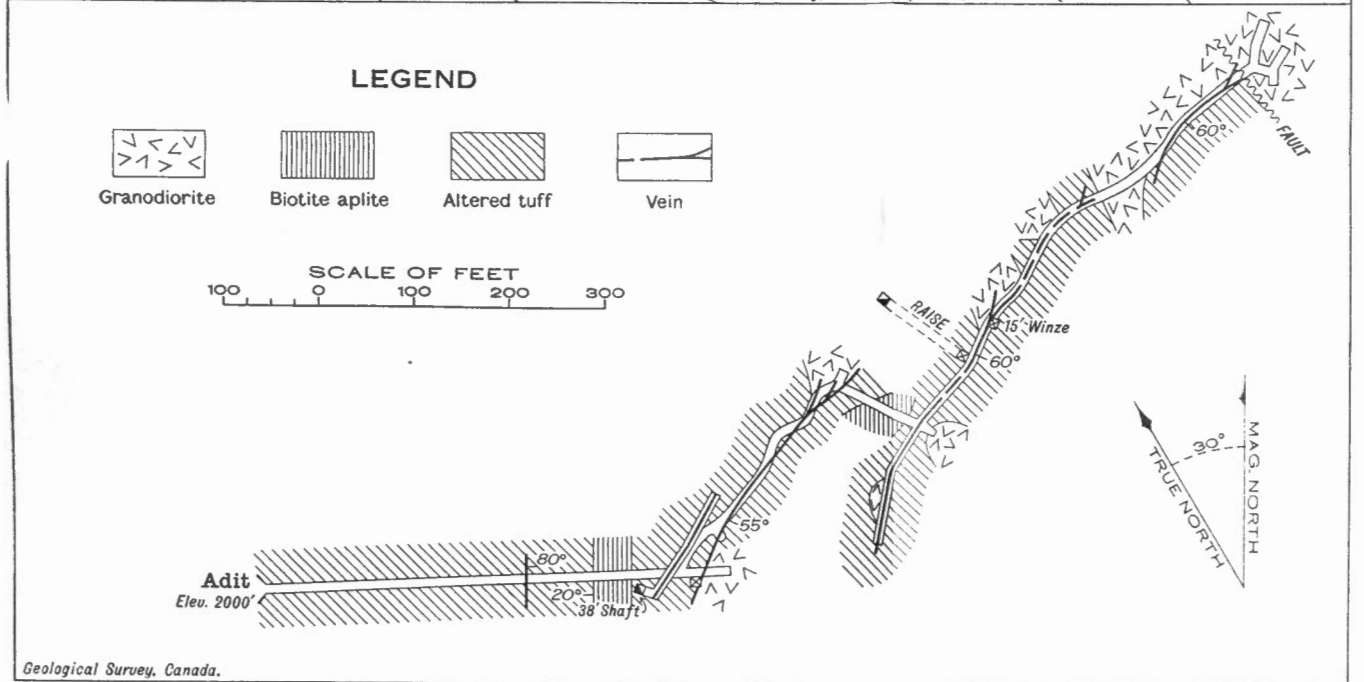 LEGEND
Granodiorite
Biotite aplite
Altered tuff
Vein
SCALE OF FEET
100 0 100 200 300
60°
FAULT
RAISE
15' Winze
60°
30°
TRUE NORTH
MAG. NORTH
55°
Adit
Elev. 2000'
80°
20°
38' Shaft
Geological Survey, Canada.